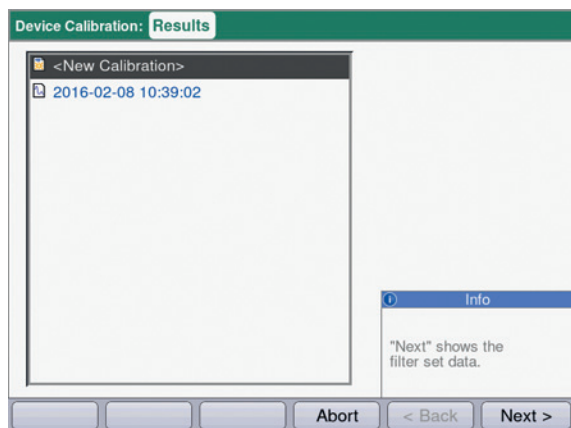 Device Calibration: Results
<New Calibration>
2016-02-08 10:39:02
Info
"Next" shows the
filter set data.
Abort
< Back
Next >